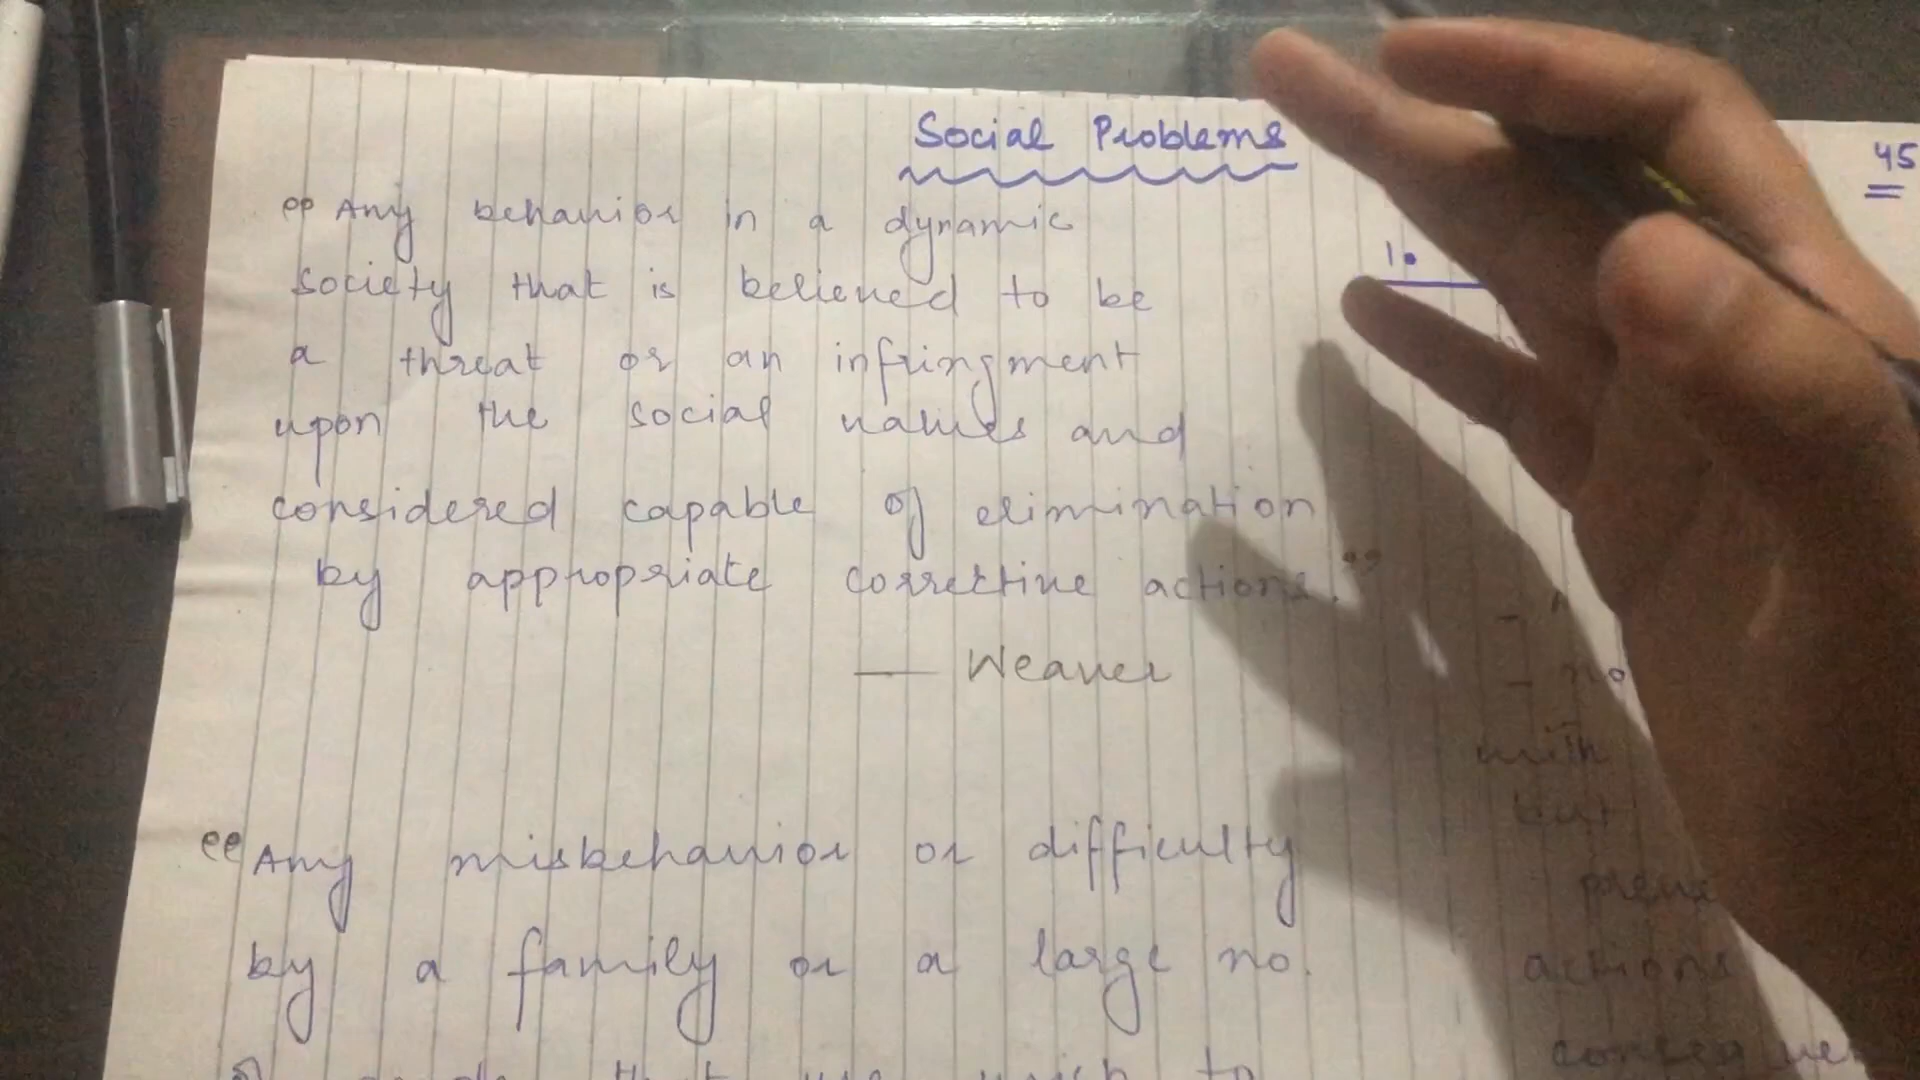 Social Problems
"Any behavior in a dynamic
society that is believed to be
a threat or an infringment
upon the social values and
considered capable of elimination
by appropriate corrective actions."
— Weaver
"Any misbehavior or difficulty
by a family or a large no.
45
1.
- no
with
but
actions